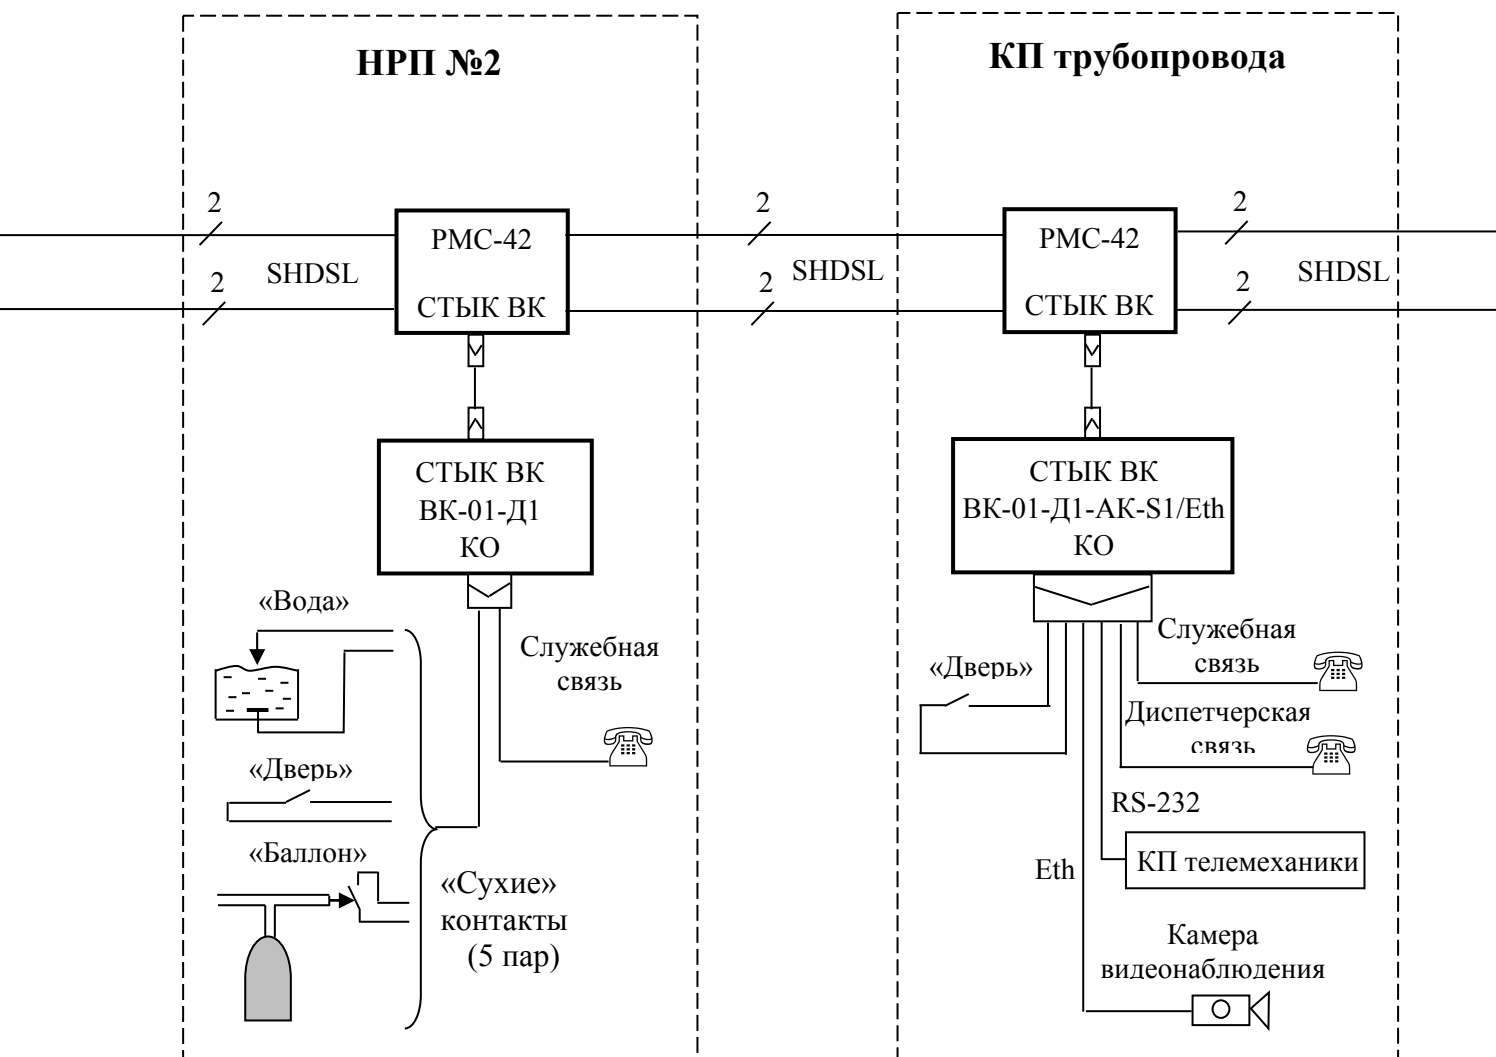 НРП №2
КП трубопровода
2
2
2
РМС-42
РМС-42
SHDSL
SHDSL
SHDSL
2
2
2
СТЫК ВК
СТЫК ВК
СТЫК ВК
ВК-01-Д1
КО
СТЫК ВК
ВК-01-Д1-АК-S1/Eth
КО
«Вода»
Служебная
связь
«Дверь»
«Баллон»
«Сухие»
контакты
(5 пар)
«Дверь»
Служебная
связь
Диспетчерская
связь
RS-232
КП телемеханики
Eth
Камера
видеонаблюдения